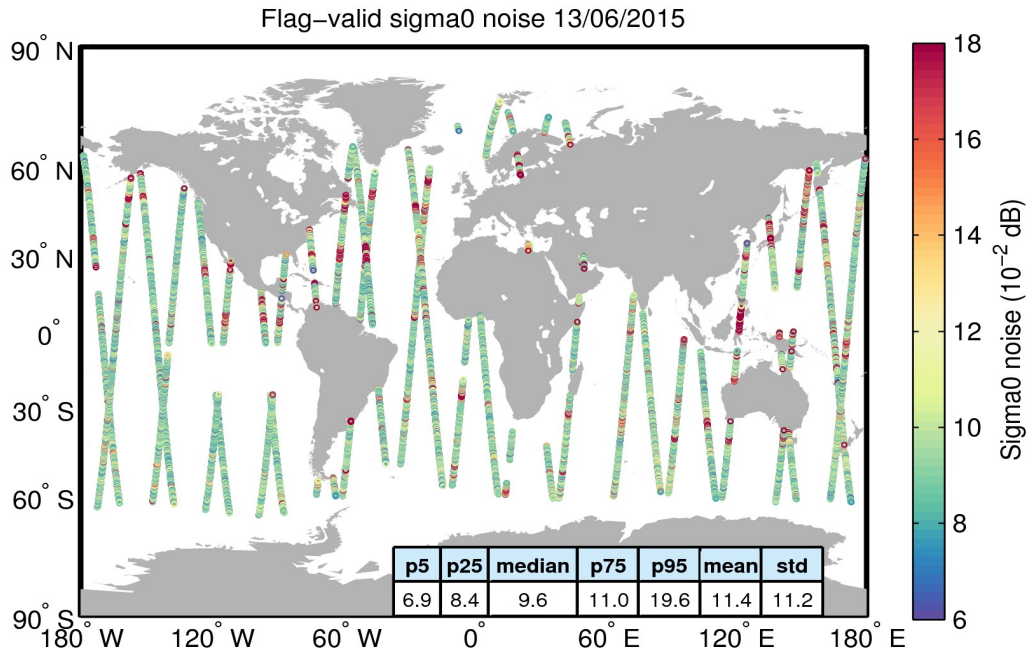 Flag−valid sigma0 noise 13/06/2015
90° N
60° N
30° N
0°
30° S
60° S
90° S
180° W
120° W
60° W
0°
60° E
120° E
180° E
p5 p25 median p75 p95 mean std
6.9 8.4 9.6 11.0 19.6 11.4 11.2
18
16
14
12
10
8
6
Sigma0 noise (10⁻² dB)